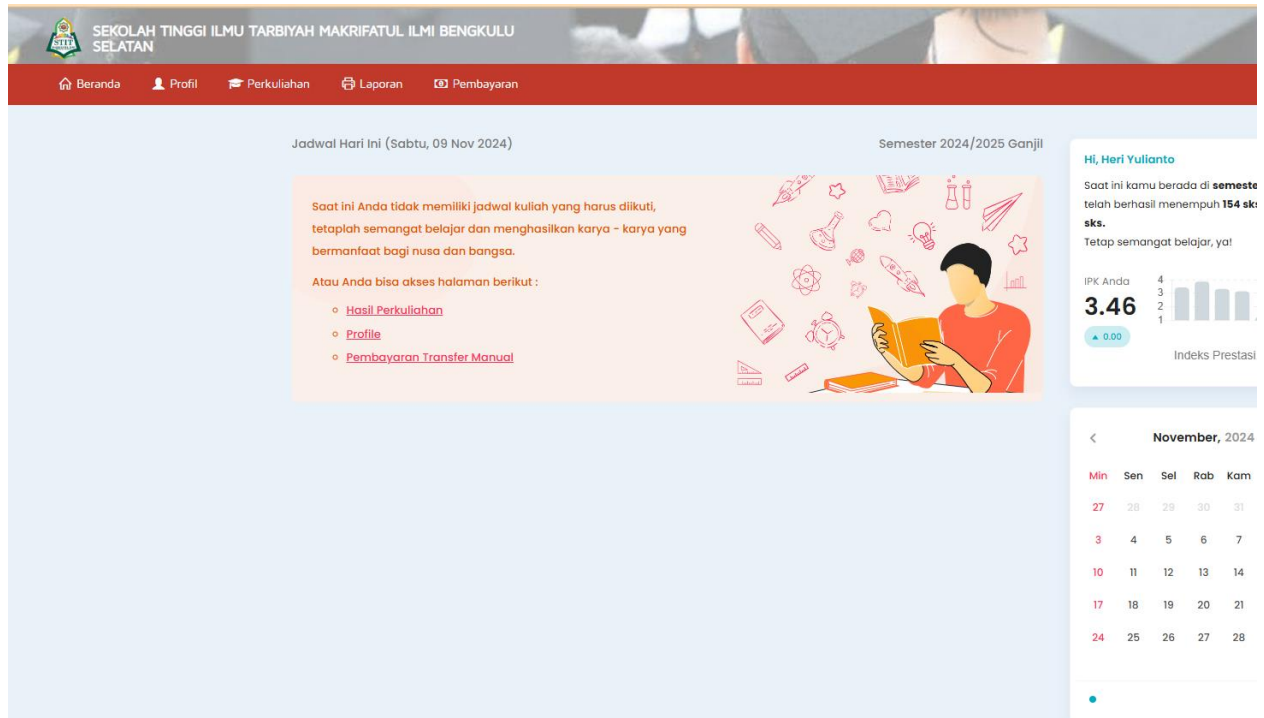 SEKOLAH TINGGI ILMU TARBIYAH MAKRIFATUL ILMI BENGKULU
SELATAN
Beranda Profil Perkuliahan Laporan Pembayaran
Jadwal Hari Ini (Sabtu, 09 Nov 2024) Semester 2024/2025 Ganjil
Saat ini Anda tidak memiliki jadwal kuliah yang harus diikuti,
tetaplah semangat belajar dan menghasilkan karya - karya yang
bermanfaat bagi nusa dan bangsa.
Atau Anda bisa akses halaman berikut :
Hasil Perkuliahan
Profile
Pembayaran Transfer Manual
Hi, Heri Yulianto
Saat ini kamu berada di semeste
telah berhasil menempuh 154 sks
sks.
Tetap semangat belajar, ya!
IPK Anda
3.46
0.00
4
3
2
1
Indeks Prestasi
November, 2024
Min Sen Sel Rab Kam
27 28 29 30 31
3 4 5 6 7
10 11 12 13 14
17 18 19 20 21
24 25 26 27 28